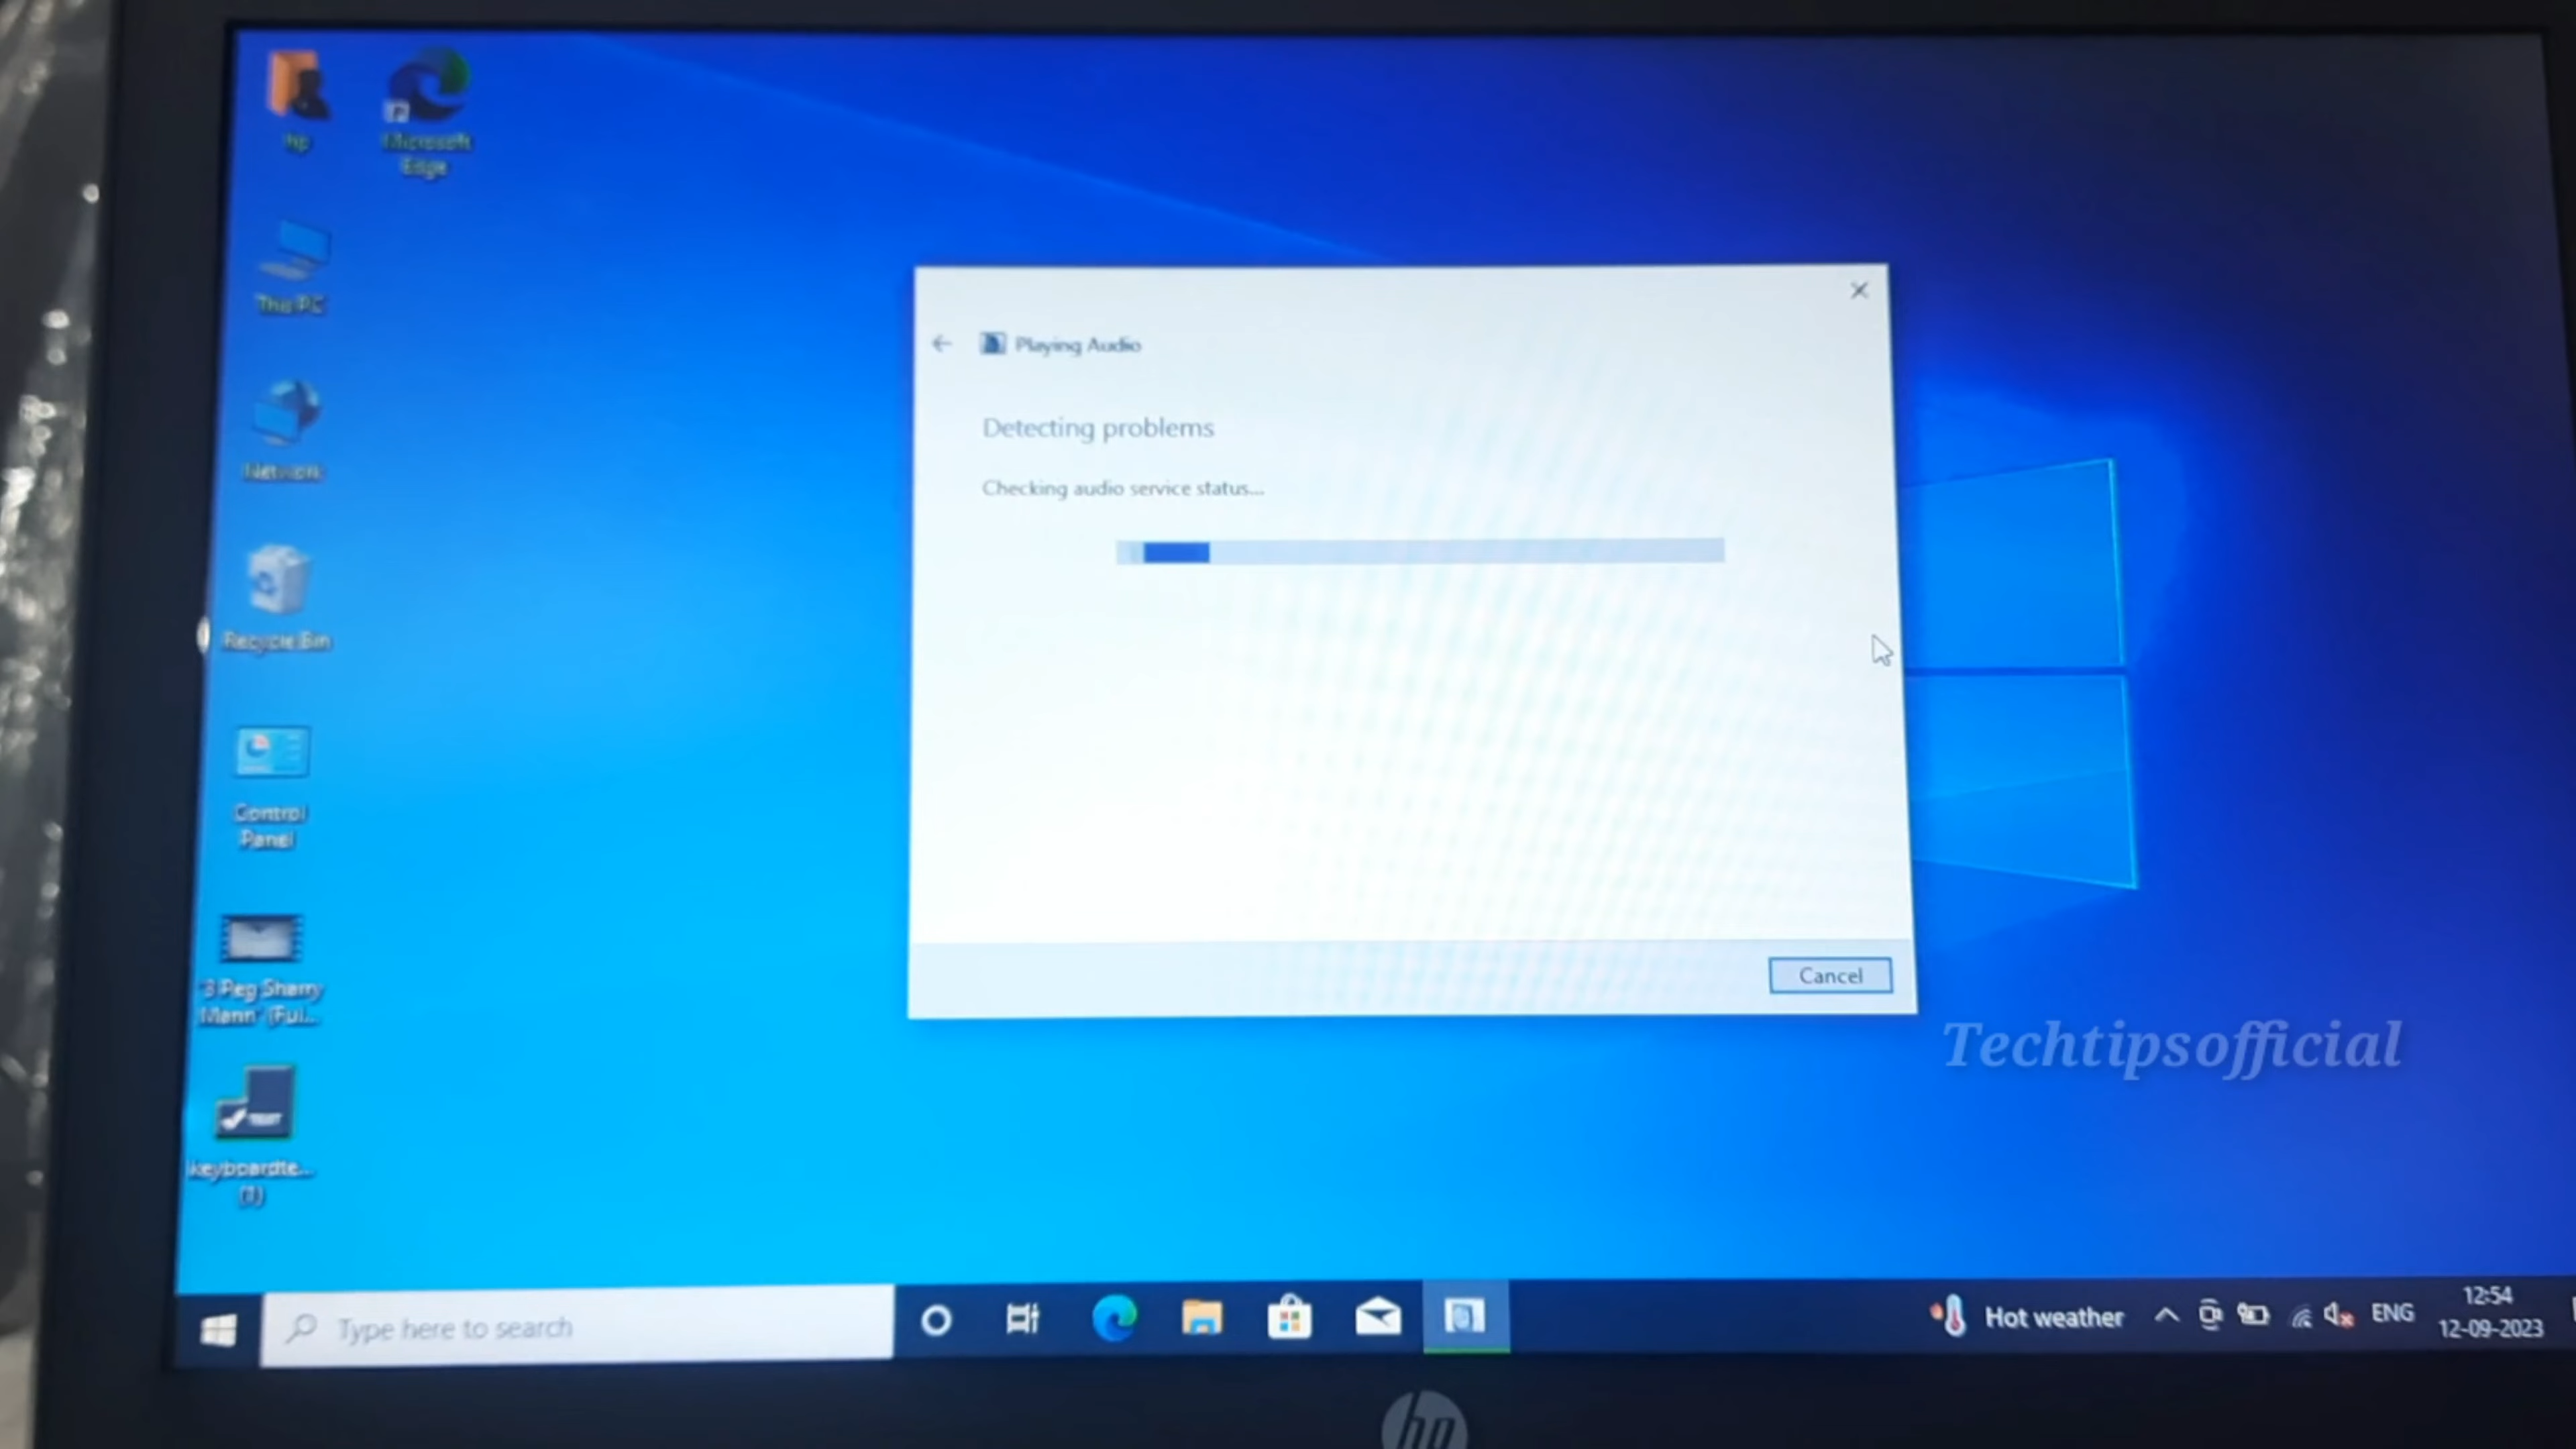 hp
Microsoft
Edge
This PC
Network
Recycle Bin
Control
Panel
3 Peg Sharry
Mann" (Ful...
keyboardte...
(1)
Playing Audio
Detecting problems
Checking audio service status...
Cancel
Techtipsofficial
Type here to search
Hot weather
ENG
12:54
12-09-2023
hp